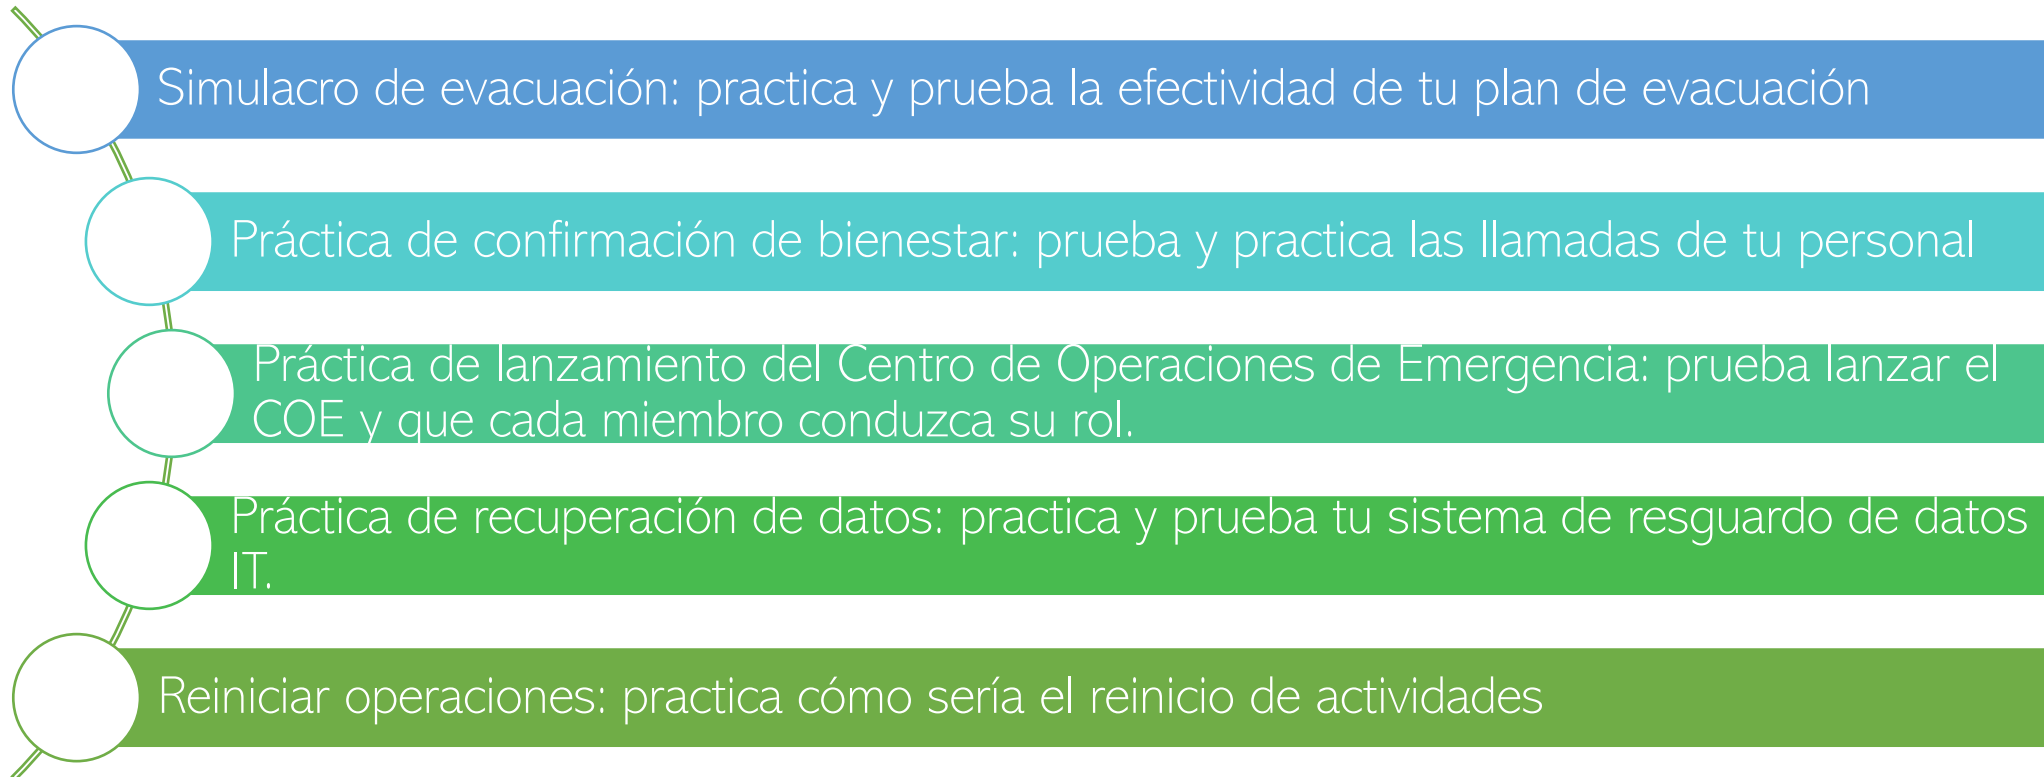 Simulacro de evacuación: practica y prueba la efectividad de tu plan de evacuación
Práctica de confirmación de bienestar: prueba y practica las llamadas de tu personal
Práctica de lanzamiento del Centro de Operaciones de Emergencia: prueba lanzar el
COE y que cada miembro conduzca su rol.
Práctica de recuperación de datos: practica y prueba tu sistema de resguardo de datos
IT.
Reiniciar operaciones: practica cómo sería el reinicio de actividades